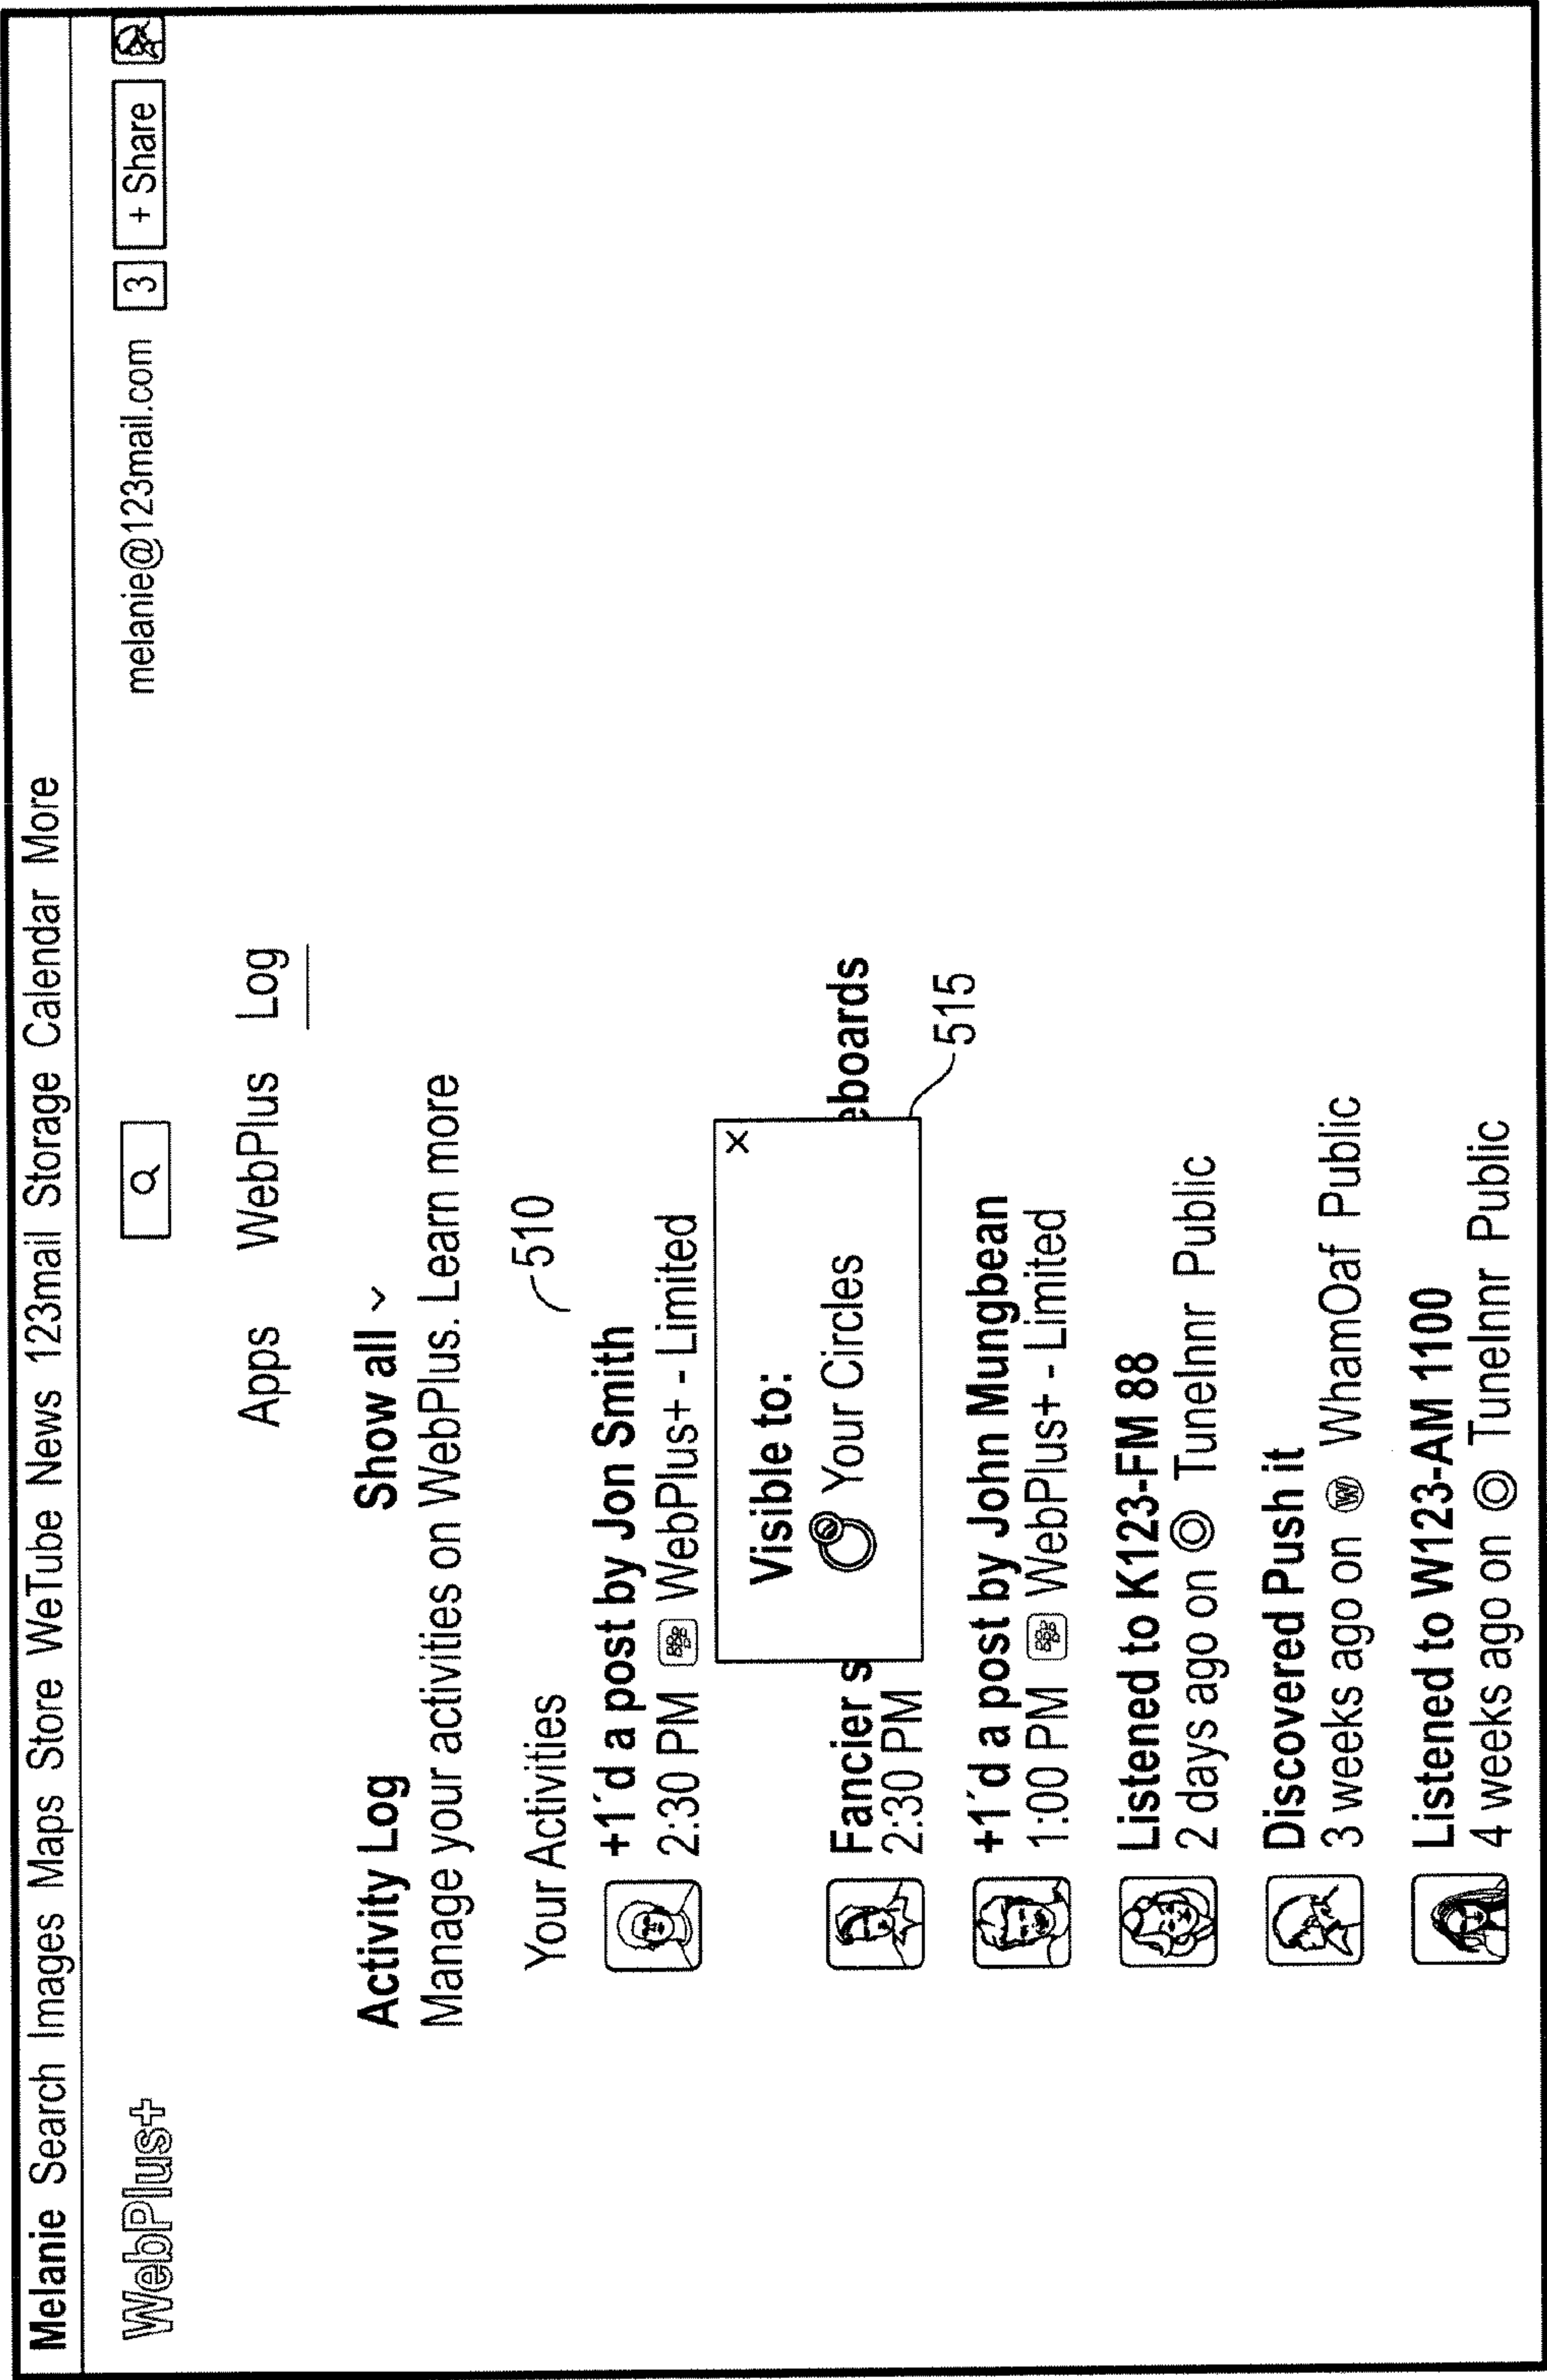 Melanie Search Images Maps Store WeTube News 123mail Storage Calendar More
WebPlus+ melanie@123mail.com 3 + Share
Apps WebPlus Log
Activity Log Show all
Manage your activities on WebPlus. Learn more
Your Activities 510
+1´d a post by Jon Smith
2:30 PM WebPlus+ - Limited
Visible to: X
Your Circles
Fancier s eboards
2:30 PM
515
+1´d a post by John Mungbean
1:00 PM WebPlus+ - Limited
Listened to K123-FM 88
2 days ago on TuneInnr Public
Discovered Push it
3 weeks ago on W WhamOaf Public
Listened to W123-AM 1100
4 weeks ago on TuneInnr Public